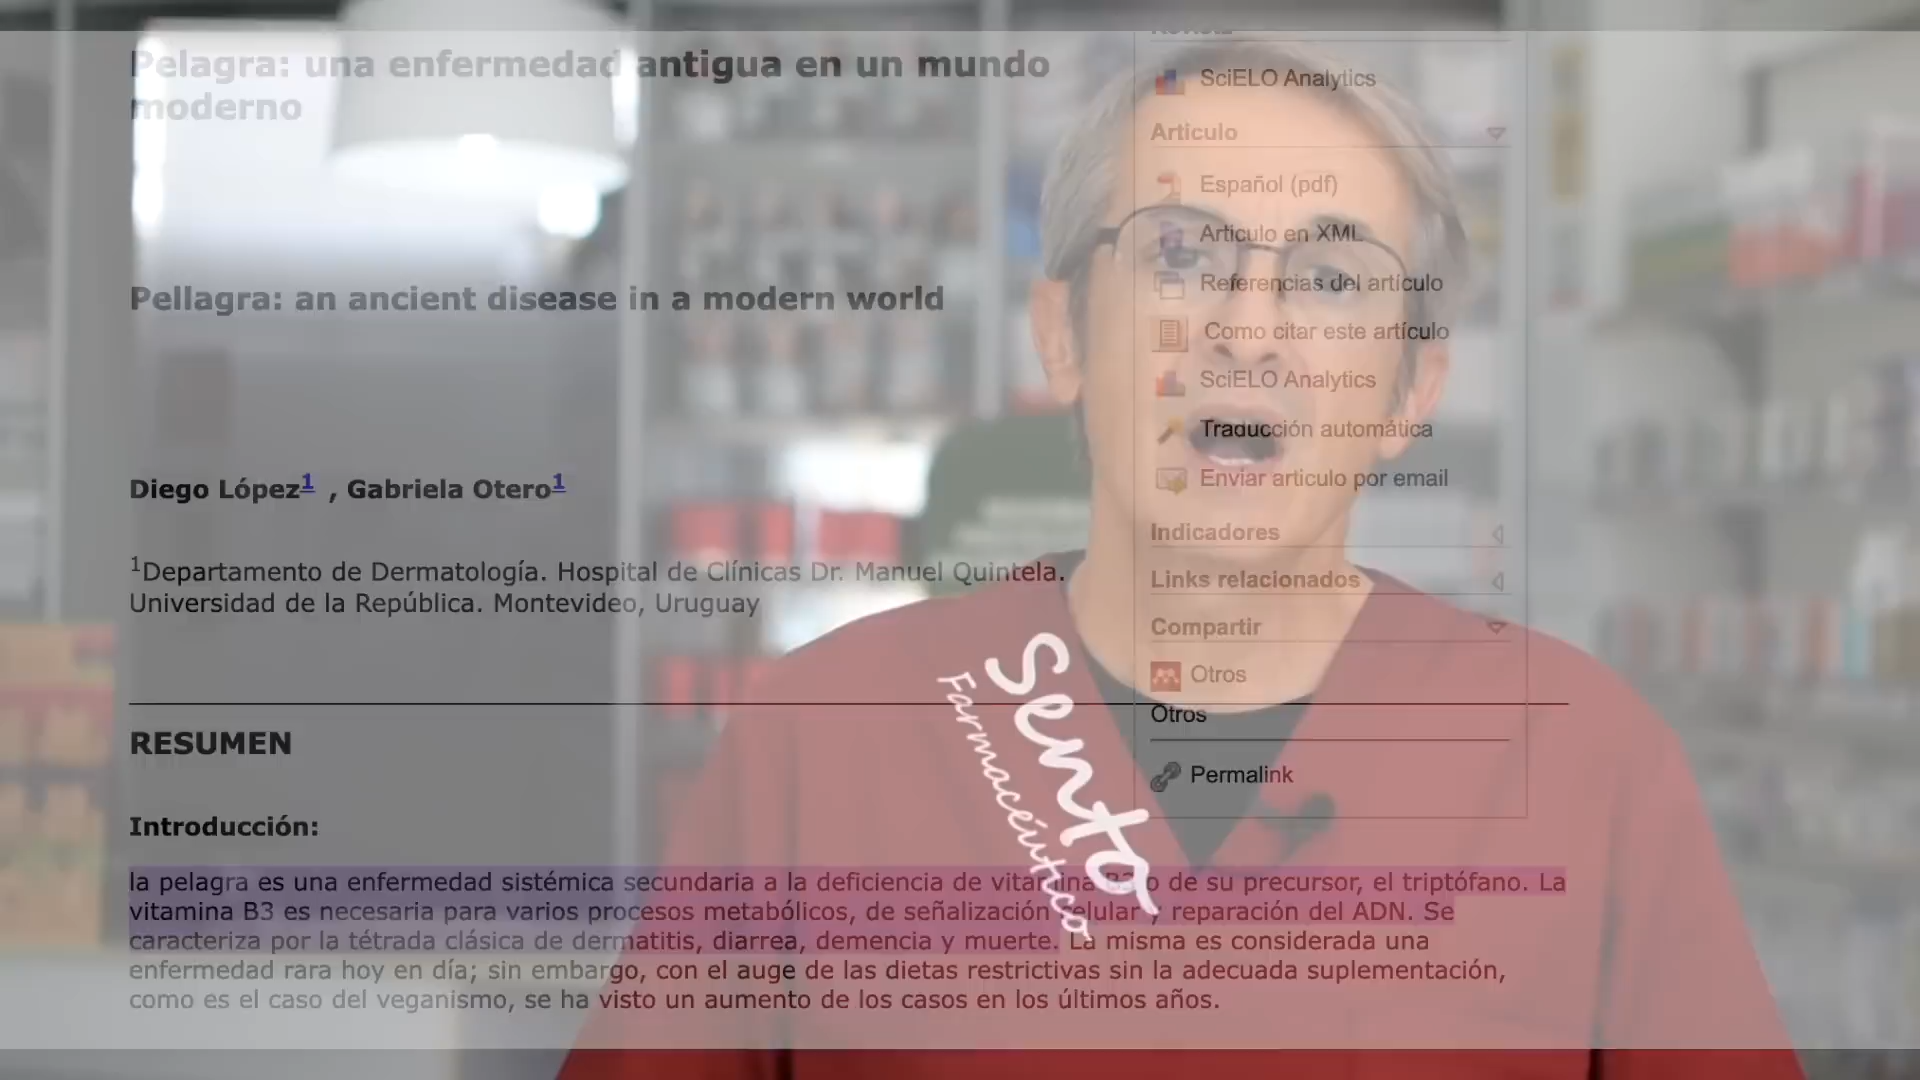 Pelagra: una enfermedad antigua en un mundo
moderno
Pellagra: an ancient disease in a modern world
Diego López1 , Gabriela Otero1
1Departamento de Dermatología. Hospital de Clínicas Dr. Manuel Quintela.
Universidad de la República. Montevideo, Uruguay
RESUMEN
Introducción:
la pelagra es una enfermedad sistémica secundaria a la deficiencia de vitamina B3 o de su precursor, el triptófano. La
vitamina B3 es necesaria para varios procesos metabólicos, de señalización celular y reparación del ADN. Se
caracteriza por la tétrada clásica de dermatitis, diarrea, demencia y muerte. La misma es considerada una
enfermedad rara hoy en día; sin embargo, con el auge de las dietas restrictivas sin la adecuada suplementación,
como es el caso del veganismo, se ha visto un aumento de los casos en los últimos años.
Revista
SciELO Analytics
Articulo
Español (pdf)
Articulo en XML
Referencias del artículo
Como citar este artículo
SciELO Analytics
Traducción automática
Enviar articulo por email
Indicadores
Links relacionados
Compartir
Otros
Otros
Permalink
Sento
Farmacéutico